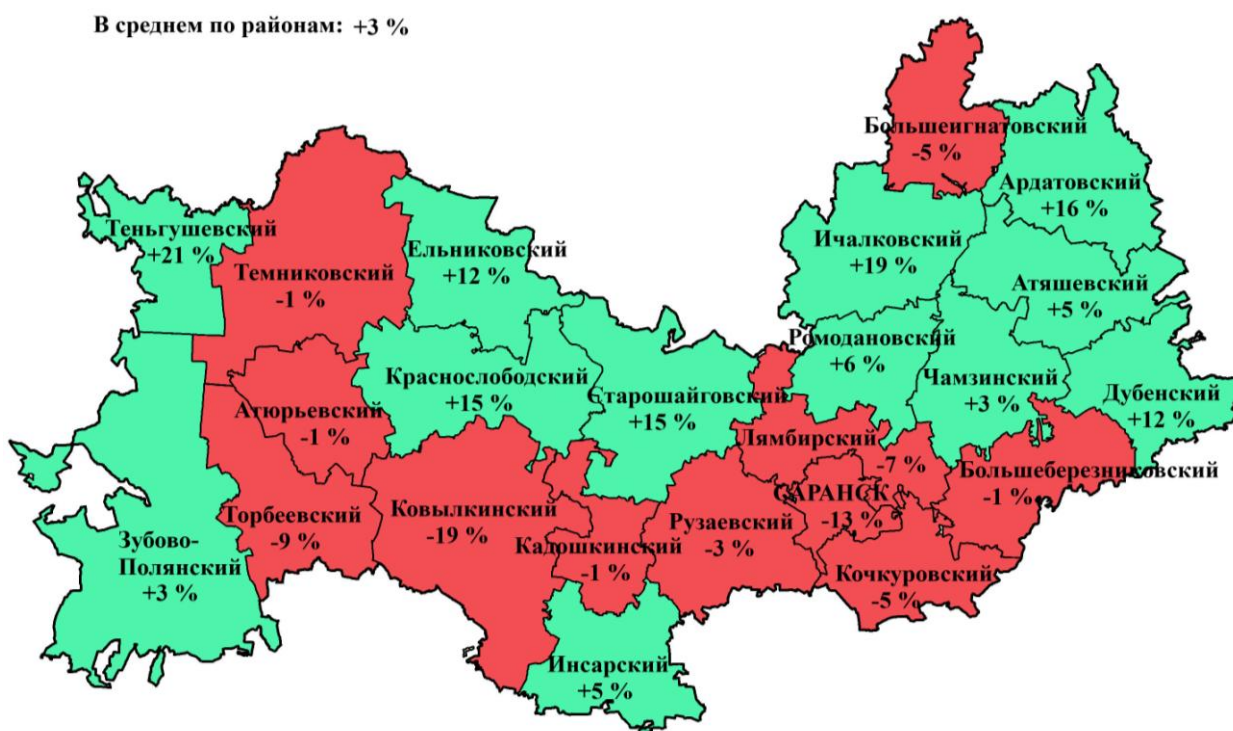 В среднем по районам: +3 %
Большеигнатовский
-5 %
Ардатовский
+16 %
Теньгушевский
+21 %
Ельниковский
+12 %
Ичалковский
+19 %
Темниковский
-1 %
Атяшевский
+5 %
Ромодановский
+6 %
Краснослободский
+15 %
Старошайговский
+15 %
Чамзинский
+3 %
Дубенский
+12 %
Атюрьевский
-1 %
Лямбирский
-7 %
Большеберезниковский
-1 %
САРАНСК
-13 %
Торбеевский
-9 %
Ковылкинский
-19 %
Рузаевский
-3 %
Зубово-
Полянский
+3 %
Кадошкинский
-1 %
Кочкуровский
-5 %
Инсарский
+5 %